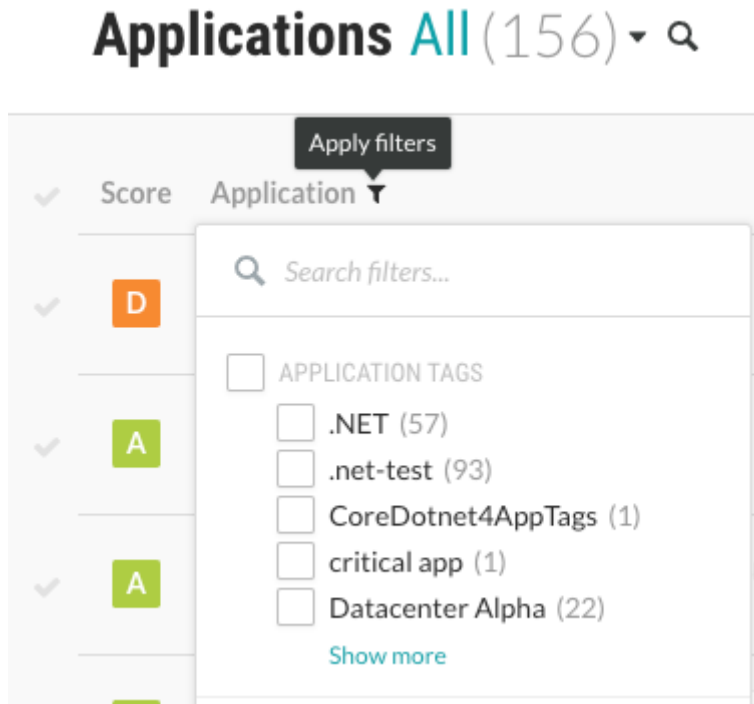 Applications All (156)
Apply filters
Score Application
Search filters...
D
APPLICATION TAGS
.NET (57)
A
.net-test (93)
CoreDotnet4AppTags (1)
critical app (1)
A
Datacenter Alpha (22)
Show more